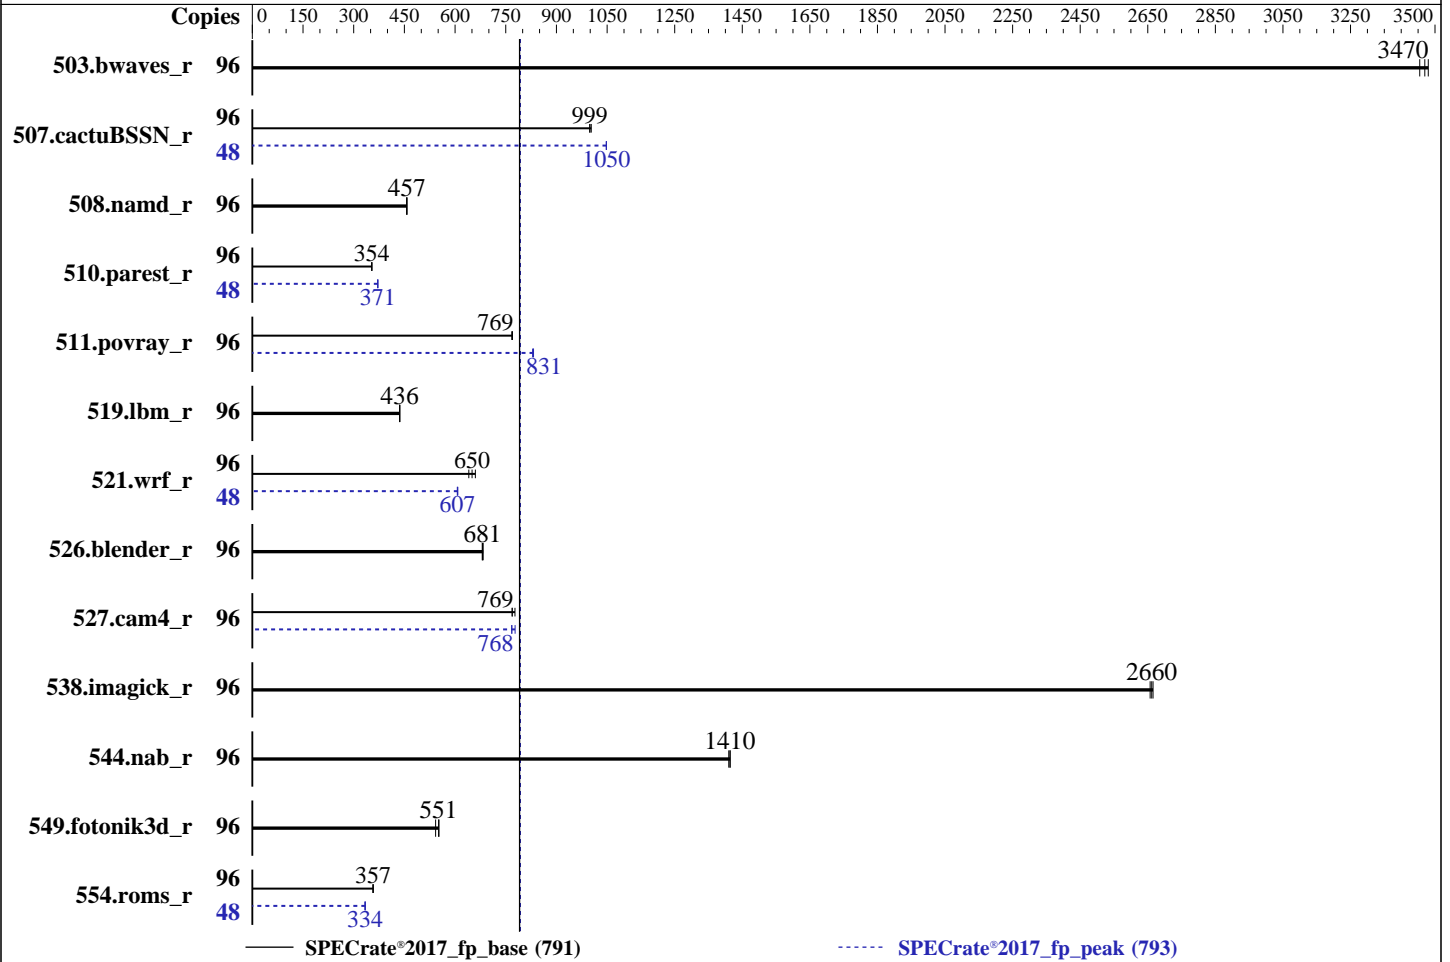 Copies 0 150 300 450 600 750 900 1050 1250 1450 1650 1850 2050 2250 2450 2650 2850 3050 3250 3500
503.bwaves_r 96 3470
507.cactuBSSN_r 96 999
48 1050
508.namd_r 96 457
510.parest_r 96 354
48 371
511.povray_r 96 769
831
519.lbm_r 96 436
521.wrf_r 96 650
48 607
526.blender_r 96 681
527.cam4_r 96 769
768
538.imagick_r 96 2660
544.nab_r 96 1410
549.fotonik3d_r 96 551
554.roms_r 96 357
48 334
SPECrate®2017_fp_base (791) SPECrate®2017_fp_peak (793)